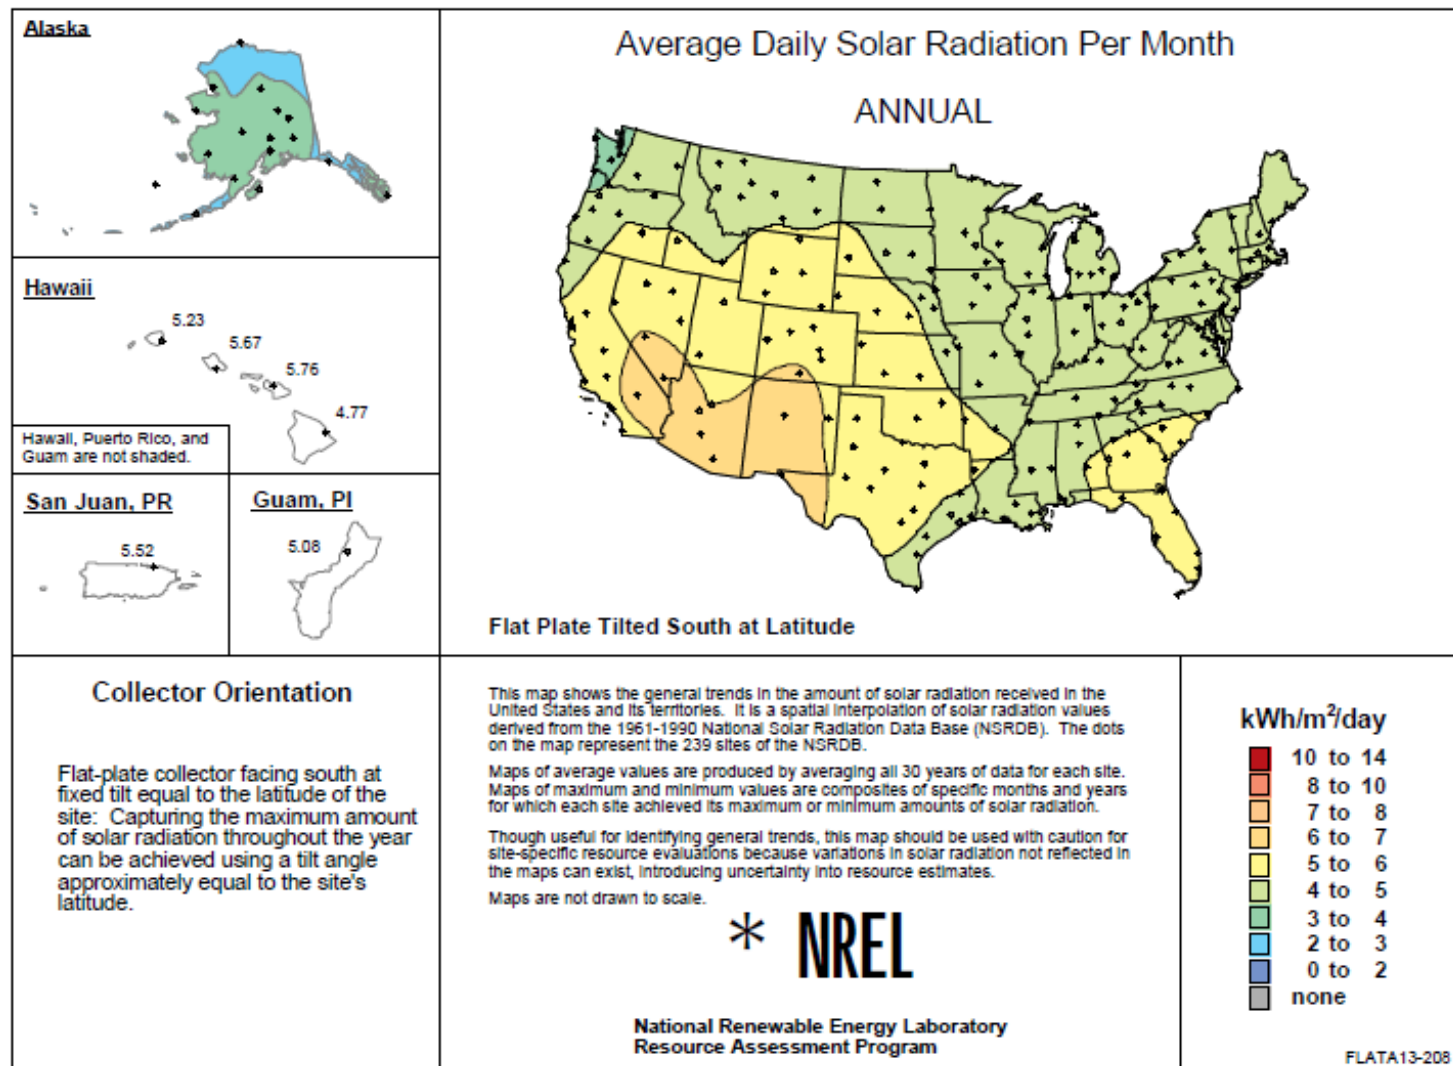 Alaska
Average Daily Solar Radiation Per Month
ANNUAL
Hawaii
5.23
5.67
5.76
4.77
Hawaii, Puerto Rico, and
Guam are not shaded.
San Juan, PR
5.52
Guam, PI
5.08
Flat Plate Tilted South at Latitude
Collector Orientation
Flat-plate collector facing south at
fixed tilt equal to the latitude of the
site: Capturing the maximum amount
of solar radiation throughout the year
can be achieved using a tilt angle
approximately equal to the site's
latitude.
This map shows the general trends in the amount of solar radiation received in the
United States and its territories. It is a spatial interpolation of solar radiation values
derived from the 1961-1990 National Solar Radiation Data Base (NSRDB). The dots
on the map represent the 239 sites of the NSRDB.
Maps of average values are produced by averaging all 30 years of data for each site.
Maps of maximum and minimum values are composites of specific months and years
for which each site achieved its maximum or minimum amounts of solar radiation.
Though useful for identifying general trends, this map should be used with caution for
site-specific resource evaluations because variations in solar radiation not reflected in
the maps can exist, introducing uncertainty into resource estimates.
Maps are not drawn to scale.
* NREL
National Renewable Energy Laboratory
Resource Assessment Program
kWh/m²/day
10 to 14
8 to 10
7 to 8
6 to 7
5 to 6
4 to 5
3 to 4
2 to 3
0 to 2
none
FLATA13-208